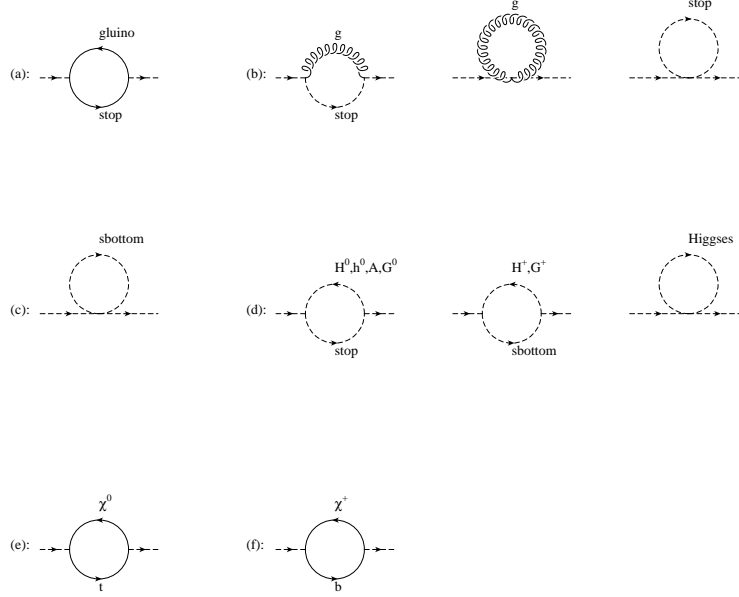 gluino
(a):
stop
g
(b):
stop
g
stop
sbottom
(c):
H⁰,h⁰,A,G⁰
(d):
stop
H⁺,G⁺
sbottom
Higgses
χ⁰
(e):
t
χ⁺
(f):
b